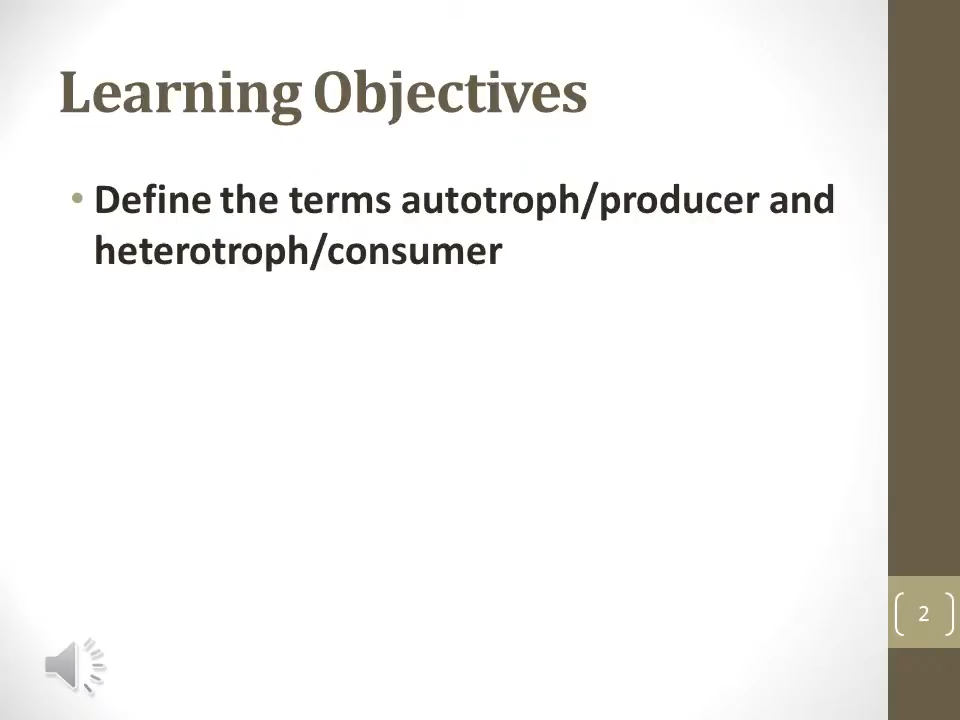 Learning Objectives
• Define the terms autotroph/producer and
heterotroph/consumer
2